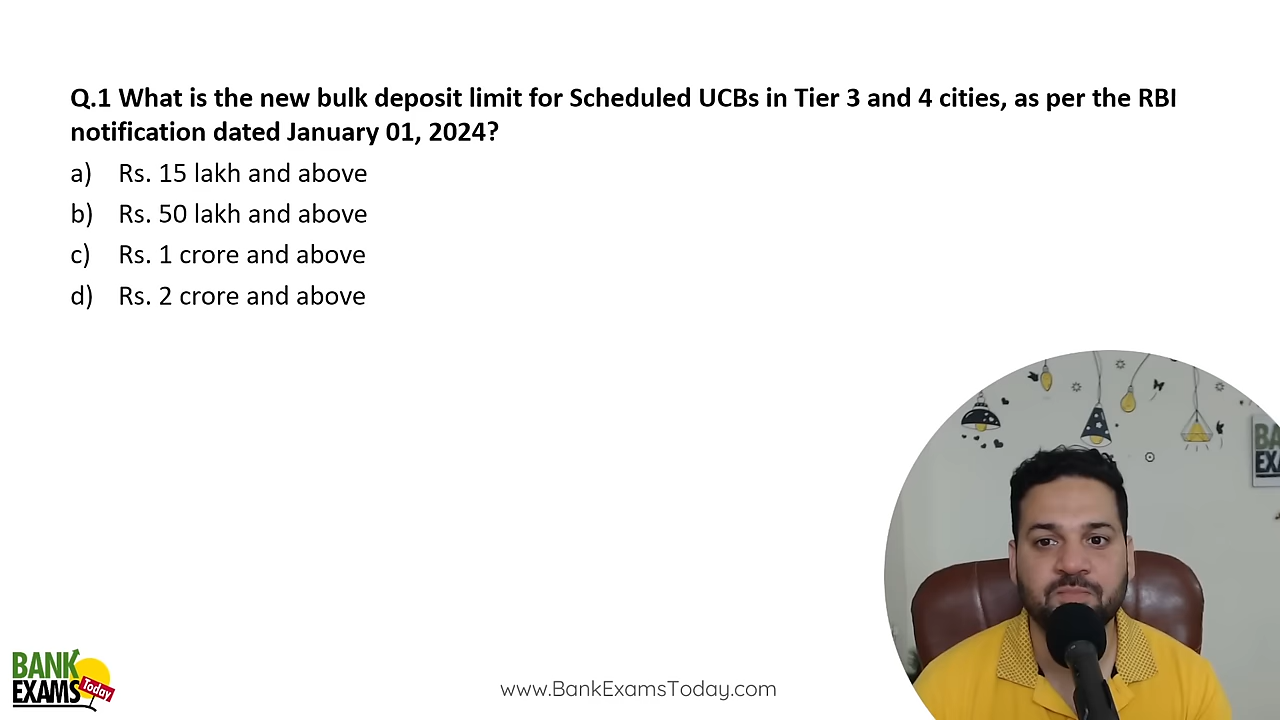 Q.1 What is the new bulk deposit limit for Scheduled UCBs in Tier 3 and 4 cities, as per the RBI
notification dated January 01, 2024?
a) Rs. 15 lakh and above
b) Rs. 50 lakh and above
c) Rs. 1 crore and above
d) Rs. 2 crore and above
BA
EX
BANK
EXAMS Today
www.BankExamsToday.com